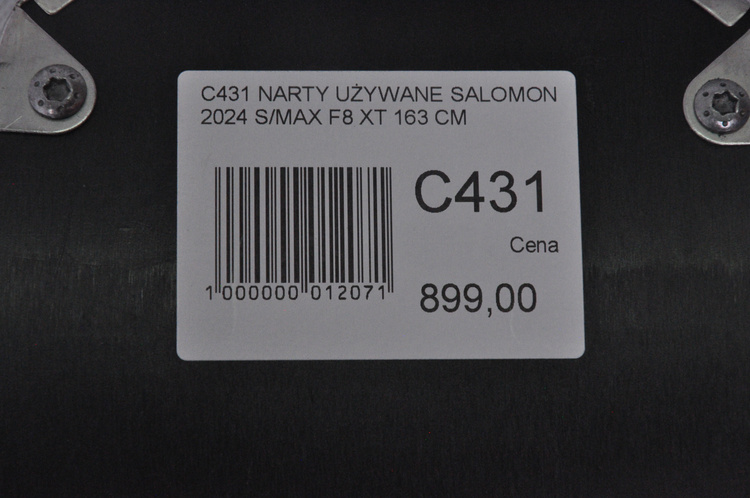 C431 NARTY UŻYWANE SALOMON
2024 S/MAX F8 XT 163 CM
C431
Cena
1 000000 012071
899,00